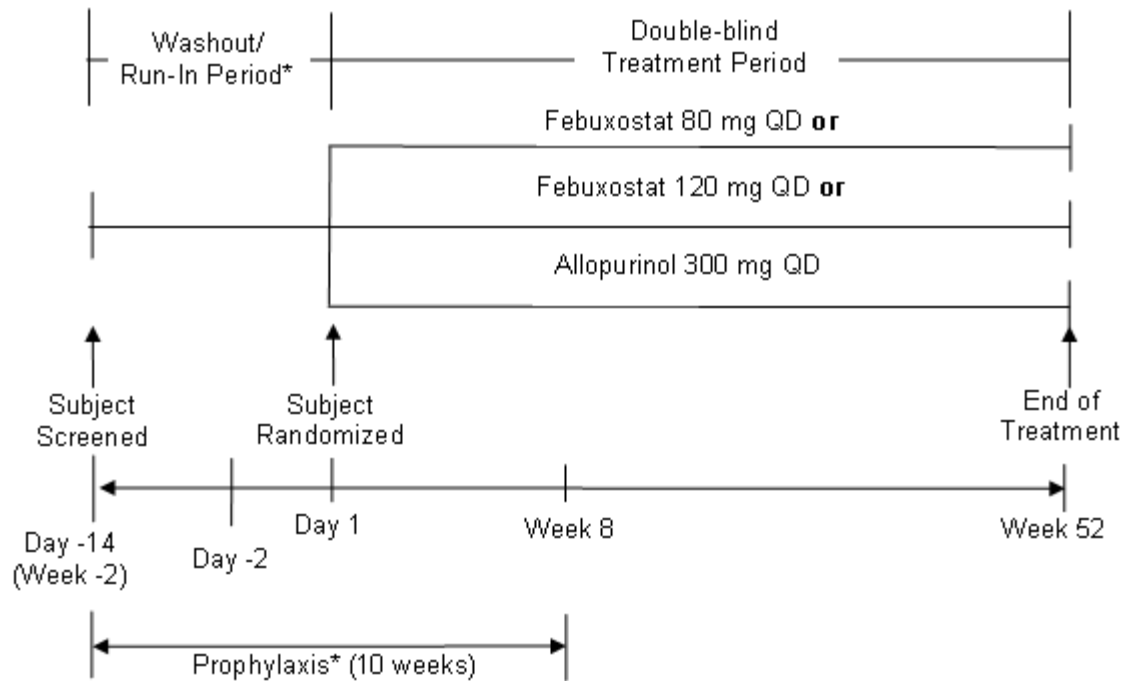 Washout/
Run-In Period*
Double-blind
Treatment Period
Febuxostat 80 mg QD or
Febuxostat 120 mg QD or
Allopurinol 300 mg QD
Subject
Screened
Subject
Randomized
End of
Treatment
Day -14
(Week -2)
Day -2
Day 1
Week 8
Week 52
Prophylaxis* (10 weeks)